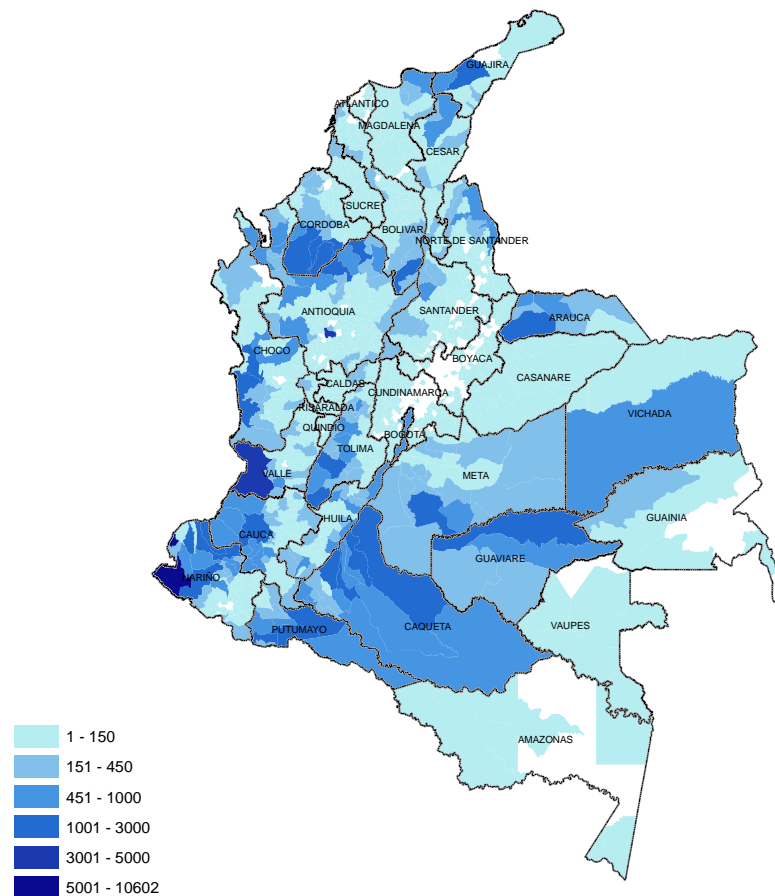 GUAJIRA
ATLANTICO
MAGDALENA
CESAR
SUCRE
CORDOBA
BOLIVAR
NORTE DE SANTANDER
ANTIOQUIA
SANTANDER
ARAUCA
CHOCO
BOYACA
CASANARE
CALDAS
CUNDINAMARCA
RISARALDA
VICHADA
QUINDIO
BOGOTA
TOLIMA
VALLE
META
HUILA
GUAINIA
CAUCA
GUAVIARE
NARIÑO
PUTUMAYO
CAQUETA
VAUPES
AMAZONAS
1 - 150
151 - 450
451 - 1000
1001 - 3000
3001 - 5000
5001 - 10602